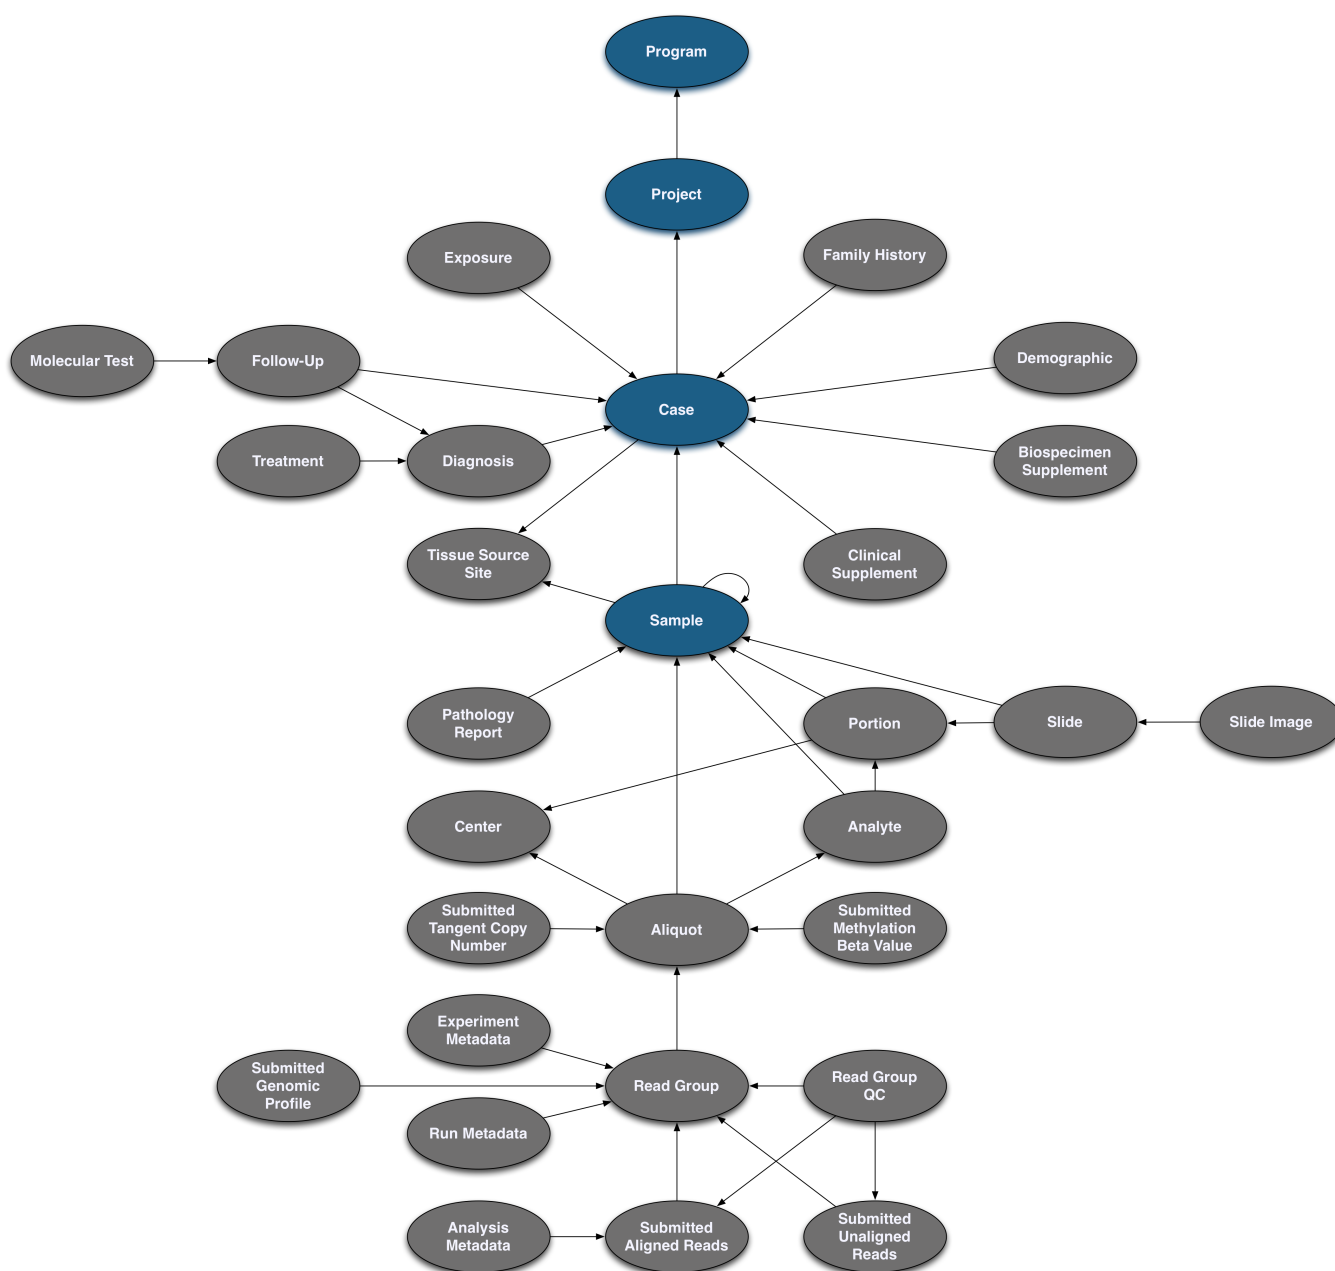 Program
Project
Exposure
Family History
Molecular Test
Follow-Up
Demographic
Case
Treatment
Diagnosis
Biospecimen
Supplement
Tissue Source
Site
Clinical
Supplement
Sample
Pathology
Report
Portion
Slide
Slide Image
Center
Analyte
Submitted
Tangent Copy
Number
Aliquot
Submitted
Methylation
Beta Value
Experiment
Metadata
Submitted
Genomic
Profile
Read Group
Read Group
QC
Run Metadata
Analysis
Metadata
Submitted
Aligned Reads
Submitted
Unaligned
Reads